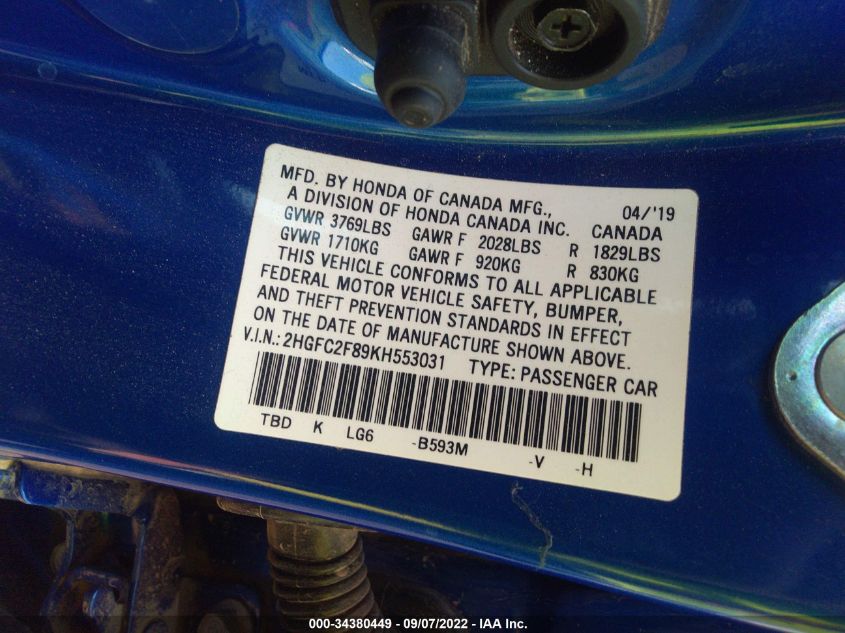 MFD. BY HONDA OF CANADA MFG., 04/'19
A DIVISION OF HONDA CANADA INC. CANADA
GVWR 3769LBS GAWR F 2028LBS R 1829LBS
GVWR 1710KG GAWR F 920KG R 830KG
THIS VEHICLE CONFORMS TO ALL APPLICABLE
FEDERAL MOTOR VEHICLE SAFETY, BUMPER,
AND THEFT PREVENTION STANDARDS IN EFFECT
ON THE DATE OF MANUFACTURE SHOWN ABOVE.
V.I.N.: 2HGFC2F89KH553031 TYPE: PASSENGER CAR
TBD K LG6 -B593M -V -H
000-34380449 - 09/07/2022 - IAA Inc.